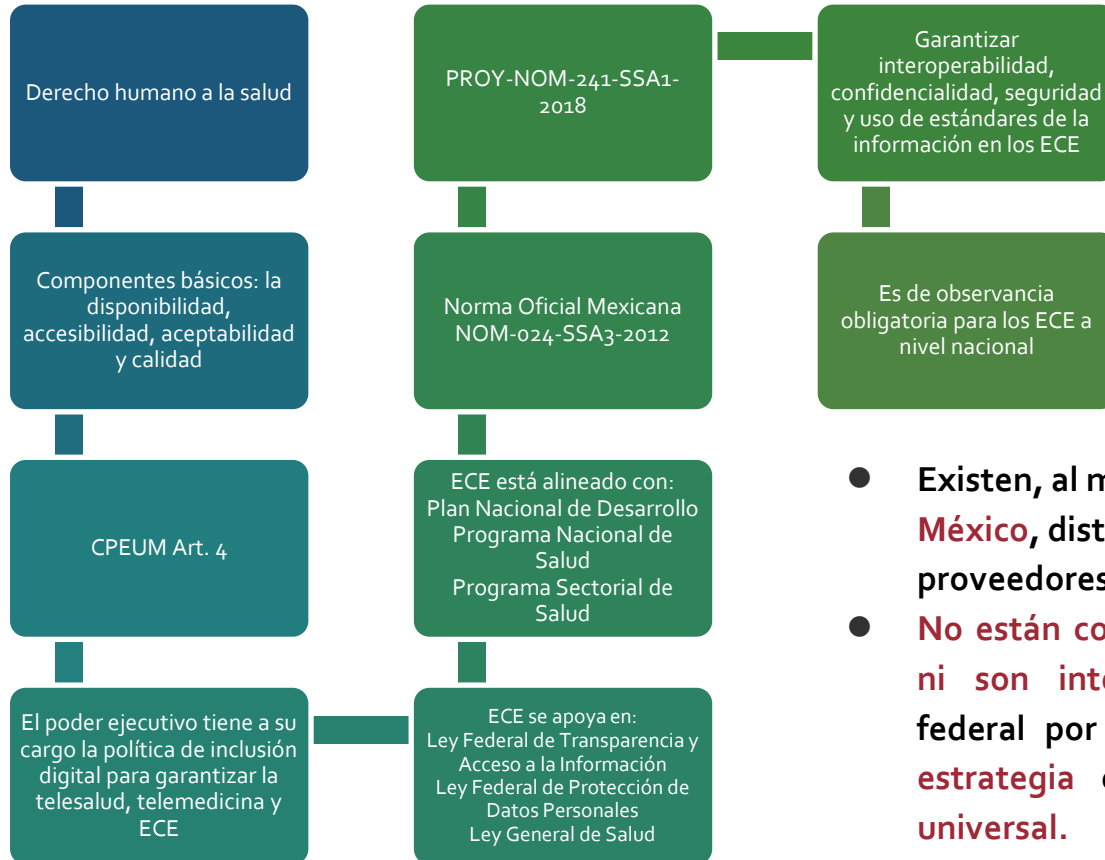 Derecho humano a la salud
Componentes básicos: la
disponibilidad,
accesibilidad, aceptabilidad
y calidad
CPEUM Art. 4
El poder ejecutivo tiene a su
cargo la política de inclusión
digital para garantizar la
telesalud, telemedicina y
ECE
ECE se apoya en:
Ley Federal de Transparencia y
Acceso a la Información
Ley Federal de Protección de
Datos Personales
Ley General de Salud
ECE está alineado con:
Plan Nacional de Desarrollo
Programa Nacional de
Salud
Programa Sectorial de
Salud
Norma Oficial Mexicana
NOM-024-SSA3-2012
PROY-NOM-241-SSA1-
2018
Garantizar
interoperabilidad,
confidencialidad, seguridad
y uso de estándares de la
información en los ECE
Es de observancia
obligatoria para los ECE a
nivel nacional
● Existen, al m
México, dist
proveedores
● No están co
ni son inte
federal por
estrategia
universal.